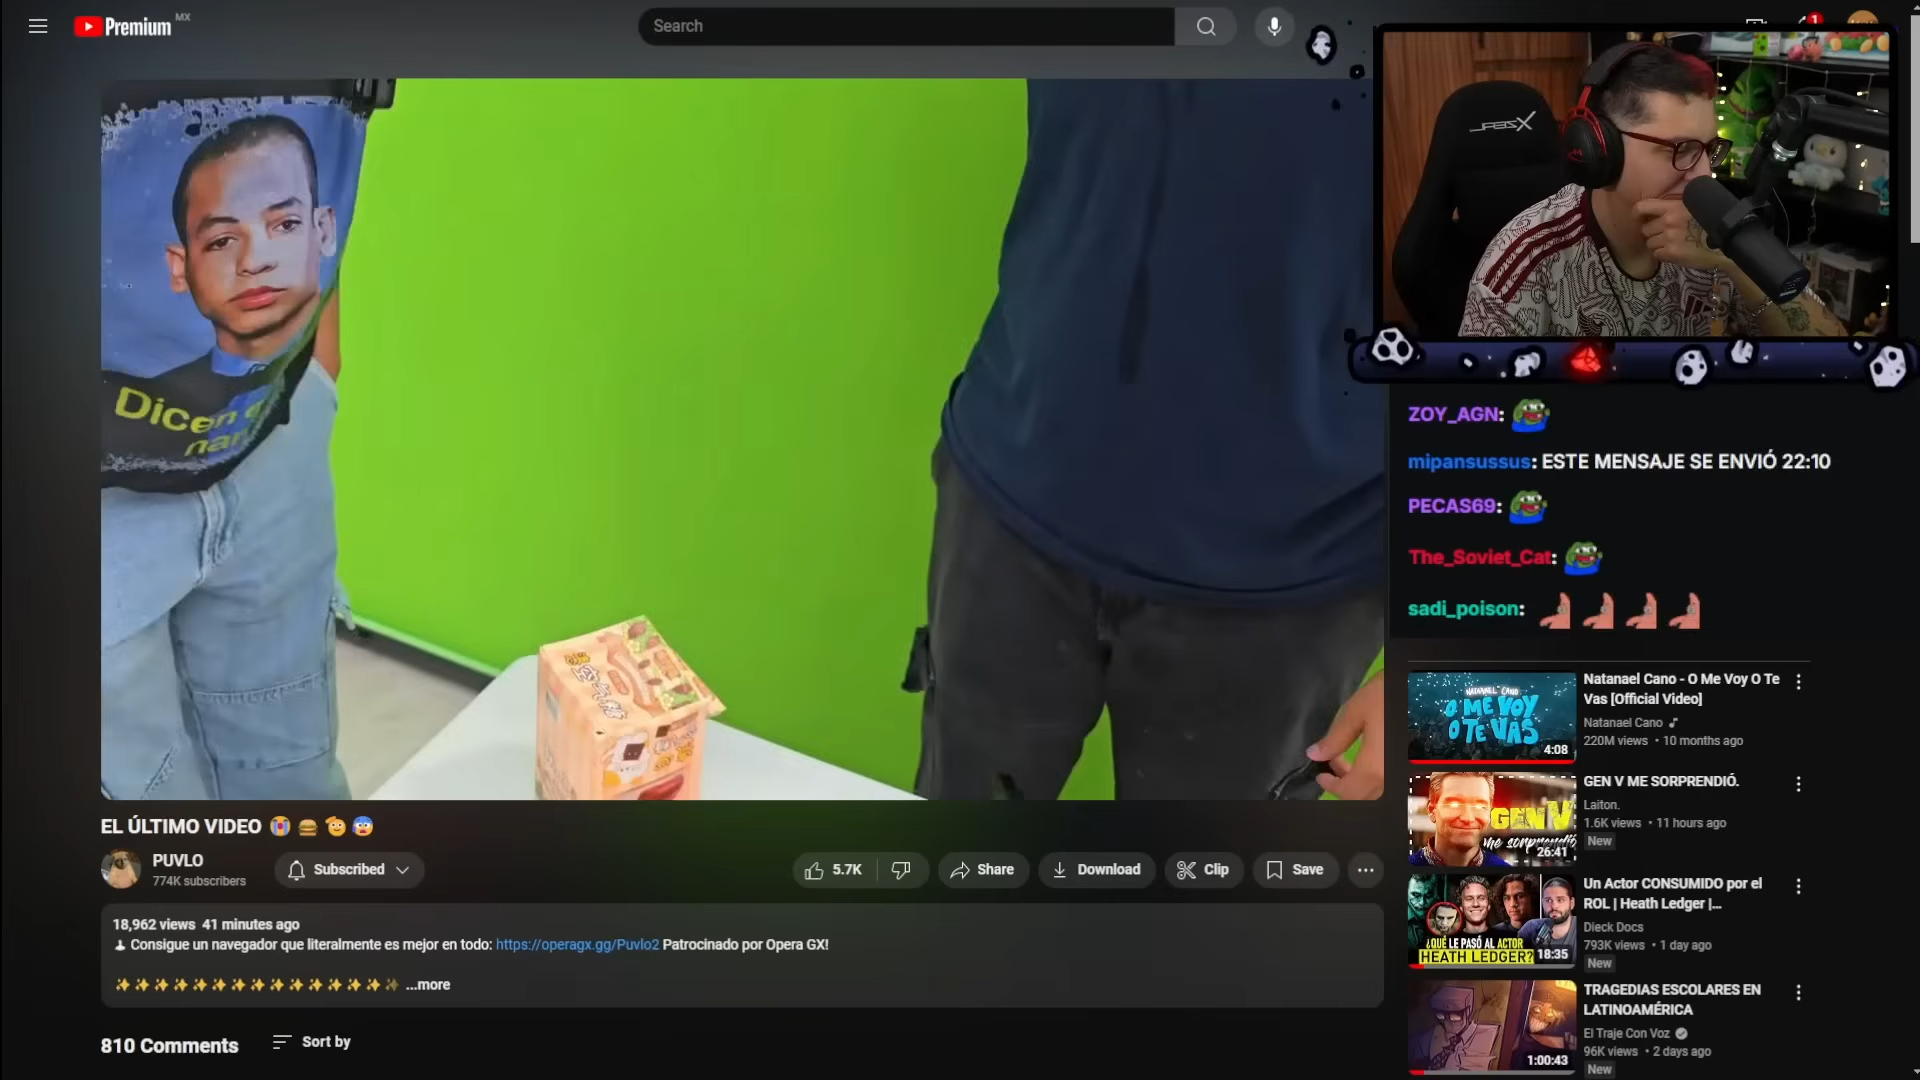 Premium MX
Search
1
Dicen
nar
ZOY_AGN:
mipansussus: ESTE MENSAJE SE ENVIÓ 22:10
PECAS69:
The_Soviet_Cat:
sadi_poison:
NATANAEL CANO
O ME VOY
O TE VAS
4:08
Natanael Cano - O Me Voy O Te
Vas [Official Video]
Natanael Cano
220M views • 10 months ago
GEN V
me sorprendió
26:41
GEN V ME SORPRENDIÓ.
Laiton.
1.6K views • 11 hours ago
New
¿QUÉ LE PASÓ AL ACTOR
HEATH LEDGER?
18:35
Un Actor CONSUMIDO por el
ROL | Heath Ledger |...
Dieck Docs
793K views • 1 day ago
New
1:00:43
TRAGEDIAS ESCOLARES EN
LATINOAMÉRICA
El Traje Con Voz
96K views • 2 days ago
New
EL ÚLTIMO VIDEO 😭 🍔 🫡 😰
PUVLO
774K subscribers
Subscribed
5.7K
Share
Download
Clip
Save
18,962 views 41 minutes ago
Consigue un navegador que literalmente es mejor en todo: https://operagx.gg/Puvlo2 Patrocinado por Opera GX!
✨✨✨✨✨✨✨✨✨✨✨✨✨✨✨ ...more
810 Comments
Sort by